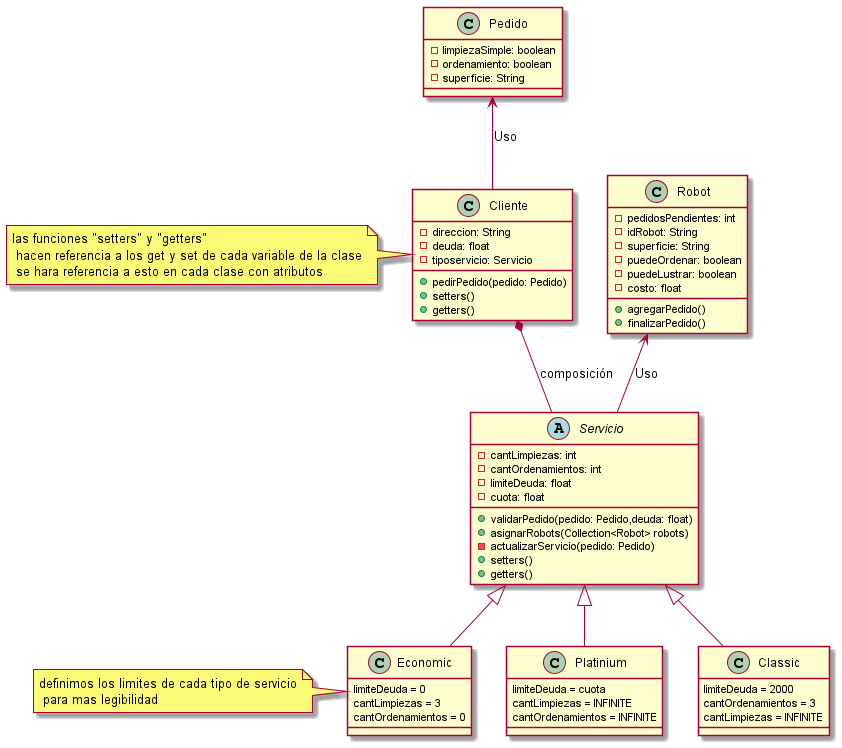 C Pedido
limpiezaSimple: boolean
ordenamiento: boolean
superficie: String
Uso
las funciones "setters" y "getters"
hacen referencia a los get y set de cada variable de la clase
se hara referencia a esto en cada clase con atributos
C Cliente
direccion: String
deuda: float
tiposervicio: Servicio
pedirPedido(pedido: Pedido)
setters()
getters()
C Robot
pedidosPendientes: int
idRobot: String
superficie: String
puedeOrdenar: boolean
puedeLustrar: boolean
costo: float
agregarPedido()
finalizarPedido()
composición
Uso
A Servicio
cantLimpiezas: int
cantOrdenamientos: int
limiteDeuda: float
cuota: float
validarPedido(pedido: Pedido,deuda: float)
asignarRobots(Collection<Robot> robots)
actualizarServicio(pedido: Pedido)
setters()
getters()
definimos los limites de cada tipo de servicio
para mas legibilidad
C Economic
limiteDeuda = 0
cantLimpiezas = 3
cantOrdenamientos = 0
C Platinium
limiteDeuda = cuota
cantLimpiezas = INFINITE
cantOrdenamientos = INFINITE
C Classic
limiteDeuda = 2000
cantOrdenamientos = 3
cantLimpiezas = INFINITE